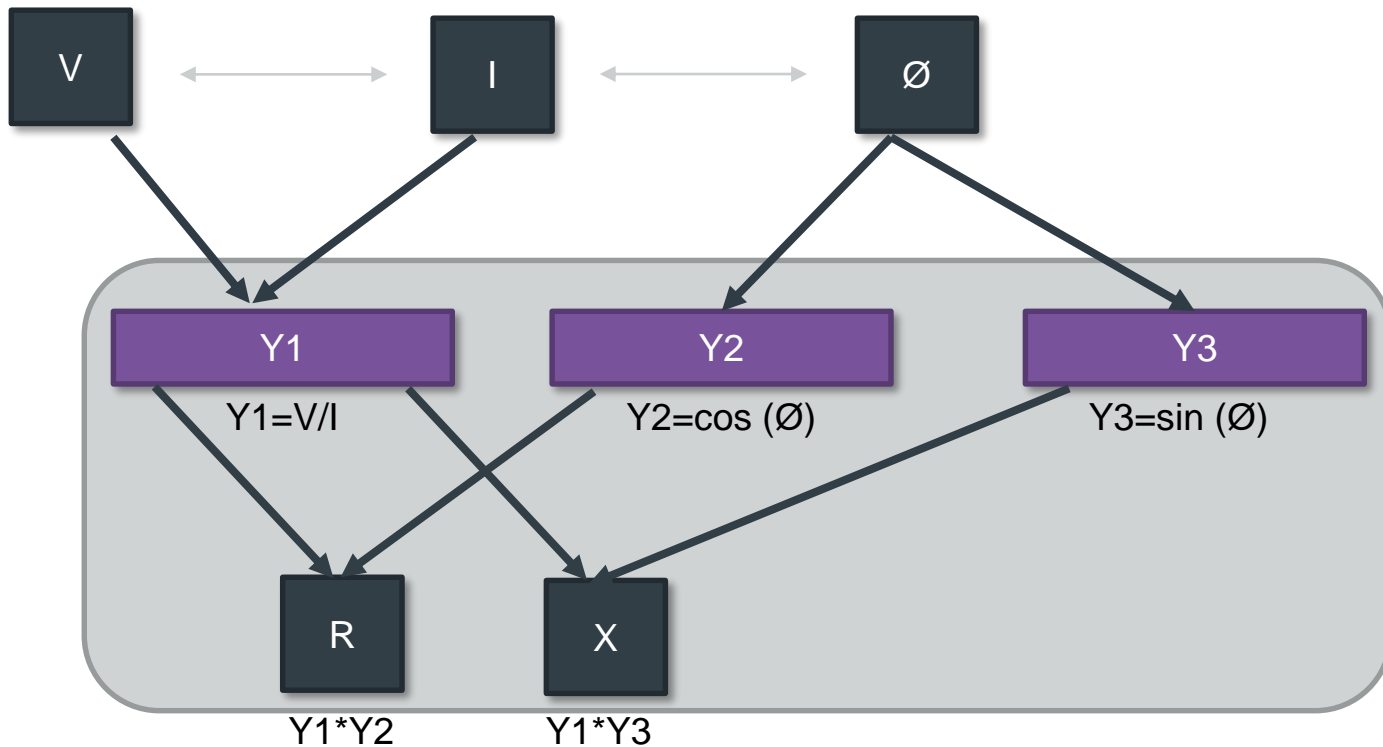 V
I
Ø
Y1
Y2
Y3
Y1=V/I
Y2=cos (Ø)
Y3=sin (Ø)
R
X
Y1*Y2
Y1*Y3